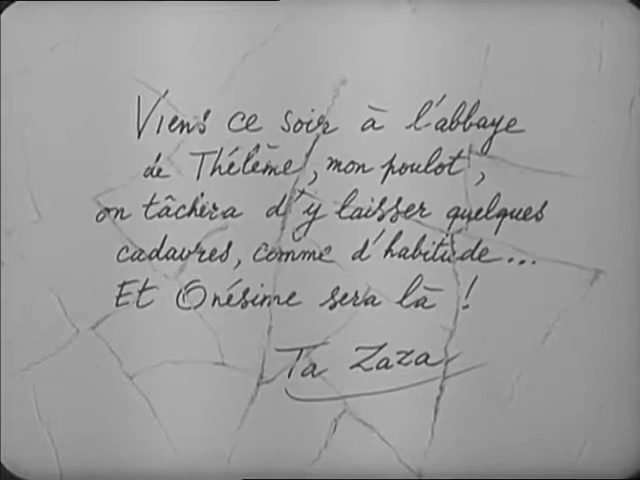 Viens ce soir à l'abbaye
de Thélème, mon poulot,
on tâchera d'y laisser quelques
cadavres, comme d'habitude...
Et Onésime sera là !
Ta Zaza